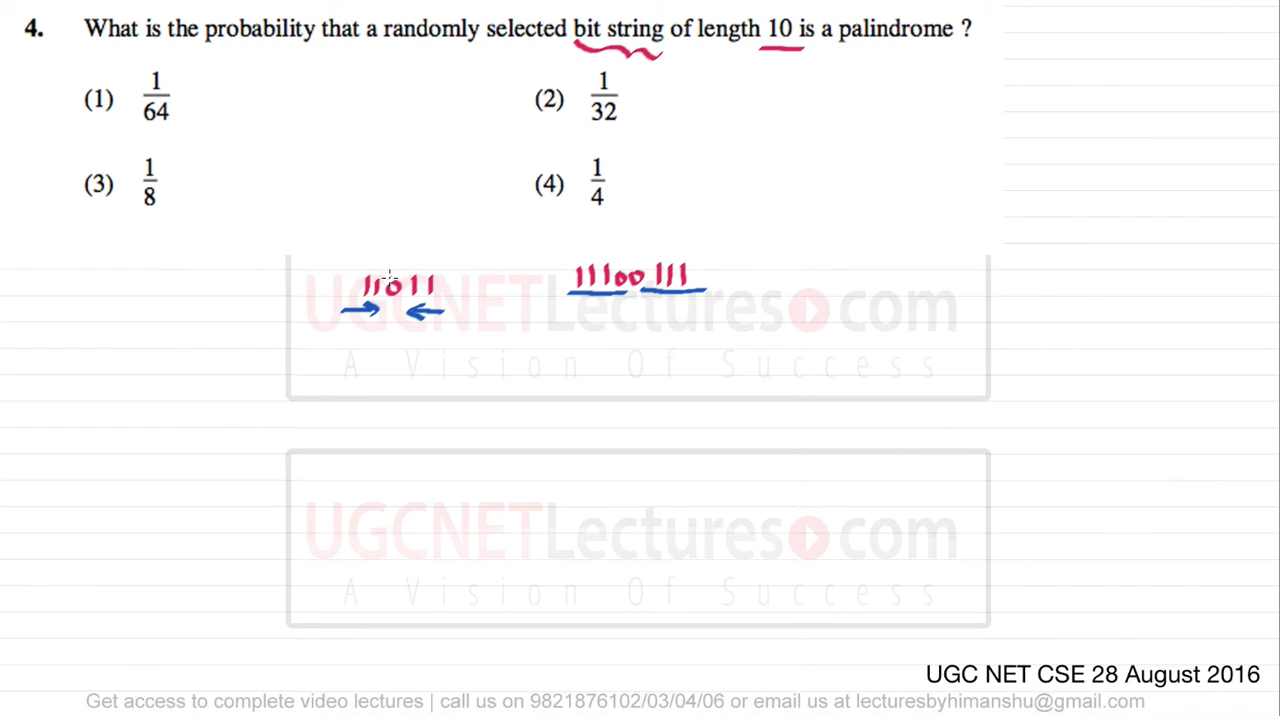 4. What is the probability that a randomly selected bit string of length 10 is a palindrome ?
(1) 1/64 (2) 1/32
(3) 1/8 (4) 1/4
11011 11100111
UGCNETLectures.com
A Vision Of Success
UGCNETLectures.com
A Vision Of Success
UGC NET CSE 28 August 2016
Get access to complete video lectures | call us on 9821876102/03/04/06 or email us at lecturesbyhimanshu@gmail.com